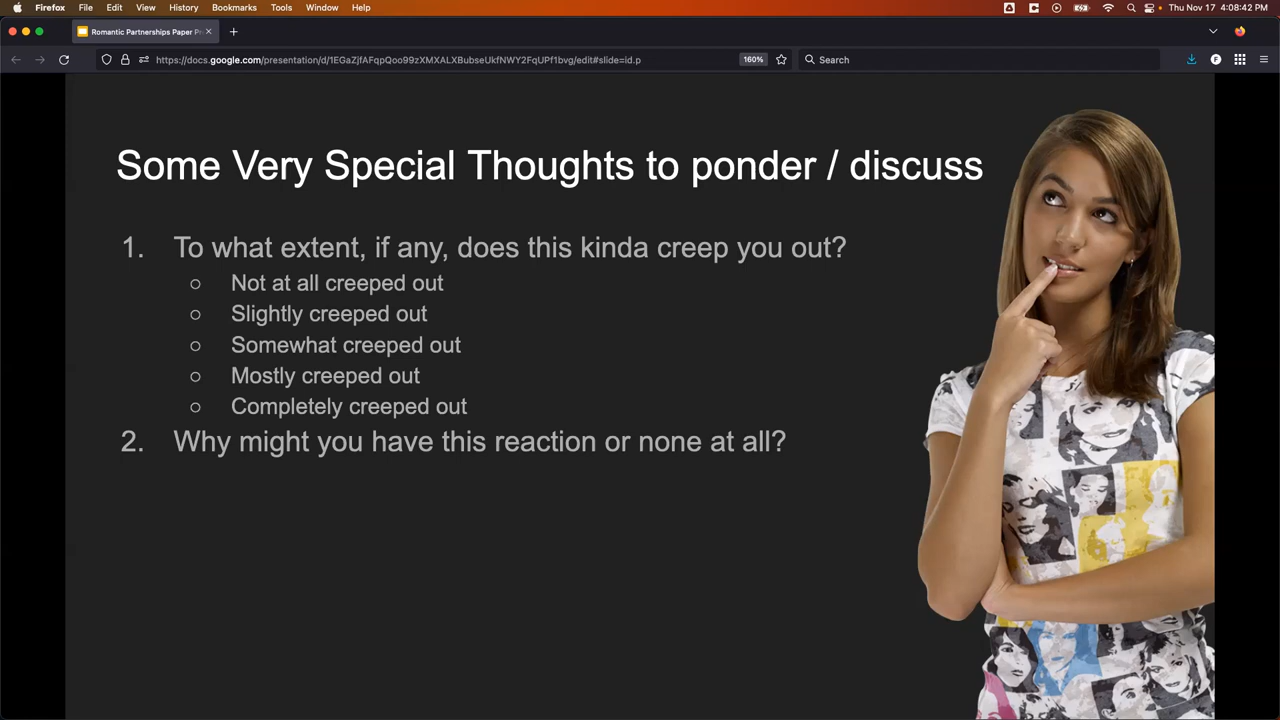 Firefox File Edit View History Bookmarks Tools Window Help Thu Nov 17 4:08:42 PM
Romantic Partnerships Paper Pr
https://docs.google.com/presentation/d/1EGaZjfAFqpQoo99zXMXALXBubseUkfNWY2FqUPf1bvg/edit#slide=id.p 160% Search
Some Very Special Thoughts to ponder / discuss
1. To what extent, if any, does this kinda creep you out?
○ Not at all creeped out
○ Slightly creeped out
○ Somewhat creeped out
○ Mostly creeped out
○ Completely creeped out
2. Why might you have this reaction or none at all?